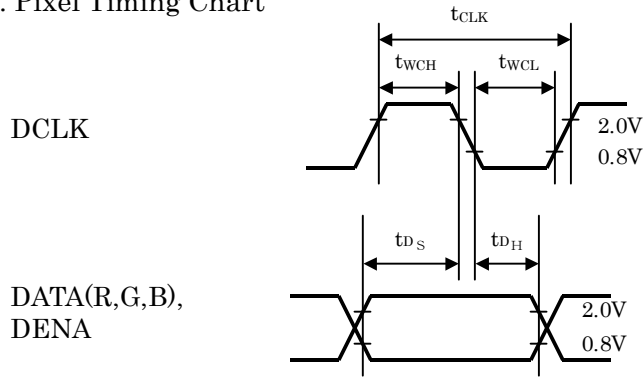 . Pixel Timing Chart
tCLK
tWCH tWCL
DCLK
2.0V
0.8V
tDS tDH
DATA(R,G,B),
DENA
2.0V
0.8V